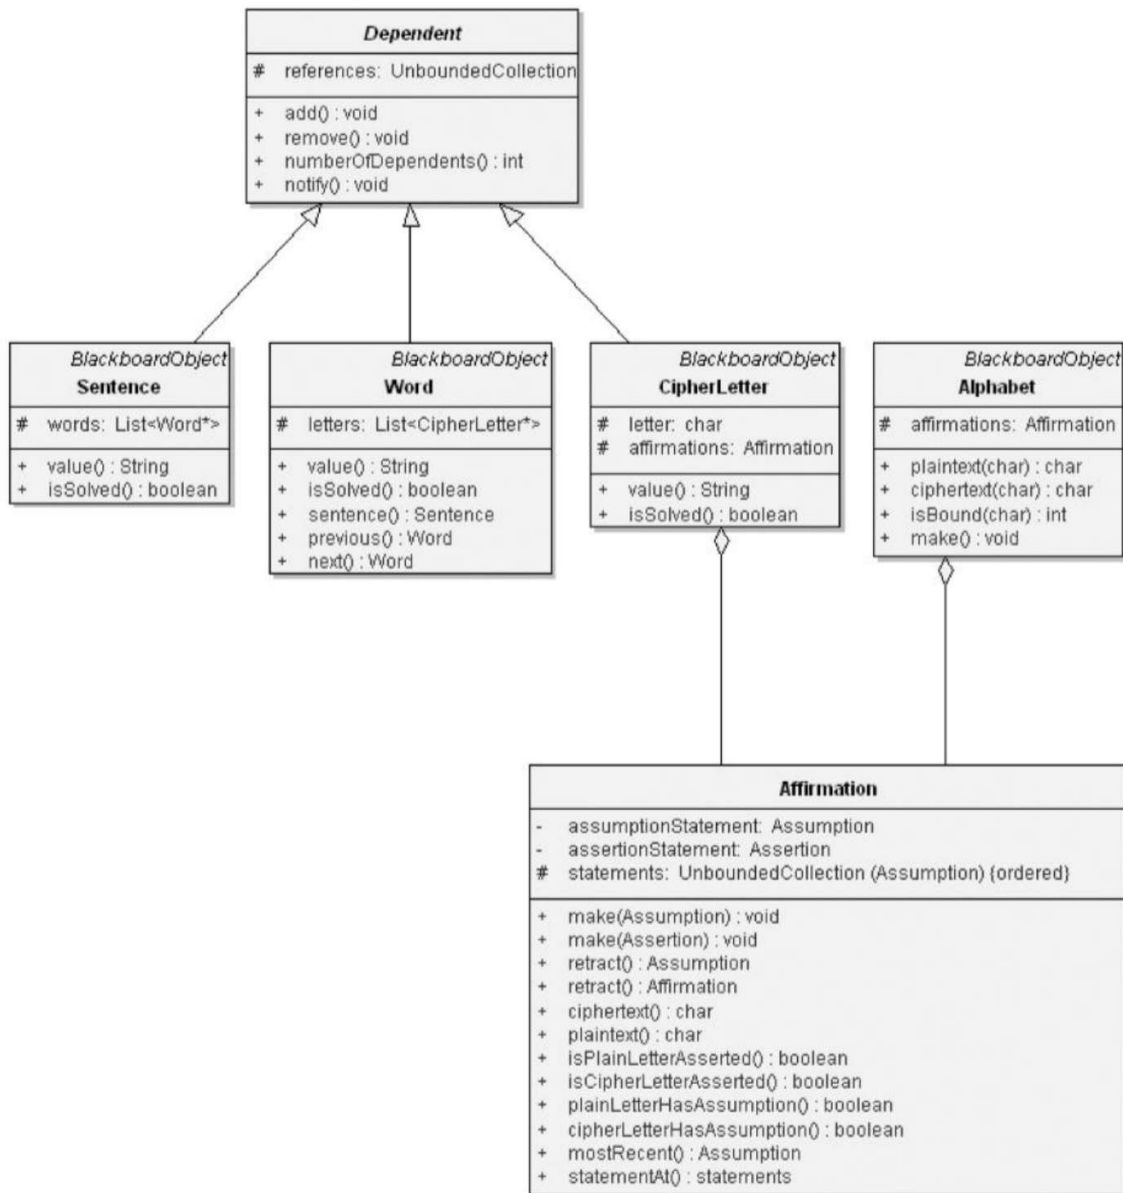 Dependent
# references: UnboundedCollection
+ add() : void
+ remove() : void
+ numberOfDependents() : int
+ notify() : void
BlackboardObject
Sentence
# words: List<Word*>
+ value() : String
+ isSolved() : boolean
BlackboardObject
Word
# letters: List<CipherLetter*>
+ value() : String
+ isSolved() : boolean
+ sentence() : Sentence
+ previous() : Word
+ next() : Word
BlackboardObject
CipherLetter
# letter: char
# affirmations: Affirmation
+ value() : String
+ isSolved() : boolean
BlackboardObject
Alphabet
# affirmations: Affirmation
+ plaintext(char) : char
+ ciphertext(char) : char
+ isBound(char) : int
+ make() : void
Affirmation
- assumptionStatement: Assumption
- assertionStatement: Assertion
# statements: UnboundedCollection (Assumption) {ordered}
+ make(Assumption) : void
+ make(Assertion) : void
+ retract() : Assumption
+ retract() : Affirmation
+ ciphertext() : char
+ plaintext() : char
+ isPlainLetterAsserted() : boolean
+ isCipherLetterAsserted() : boolean
+ plainLetterHasAssumption() : boolean
+ cipherLetterHasAssumption() : boolean
+ mostRecent() : Assumption
+ statementAt() : statements